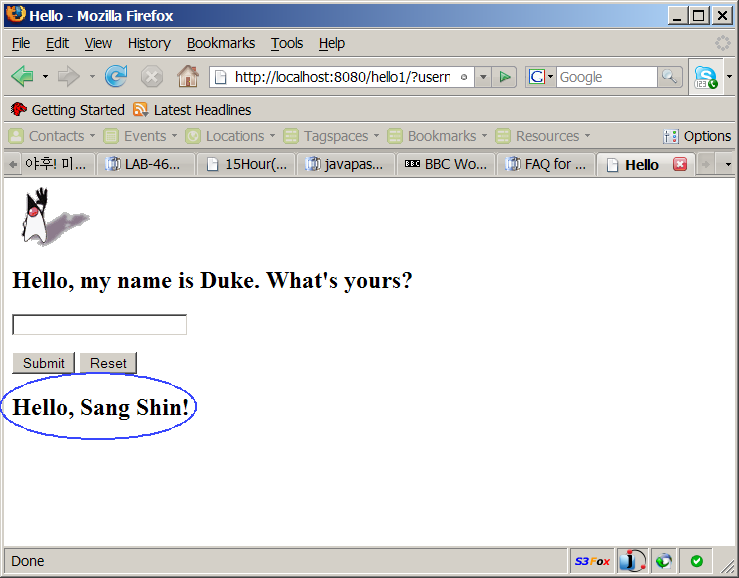 Hello - Mozilla Firefox
File Edit View History Bookmarks Tools Help
http://localhost:8080/hello1/?usern Google
Getting Started Latest Headlines
Contacts Events Locations Tagspaces Bookmarks Resources Options
야후! 미... LAB-46... 15Hour(... javapas... BBC BBC Wo... FAQ for ... Hello
Hello, my name is Duke. What's yours?
Submit Reset
Hello, Sang Shin!
Done S3Fox